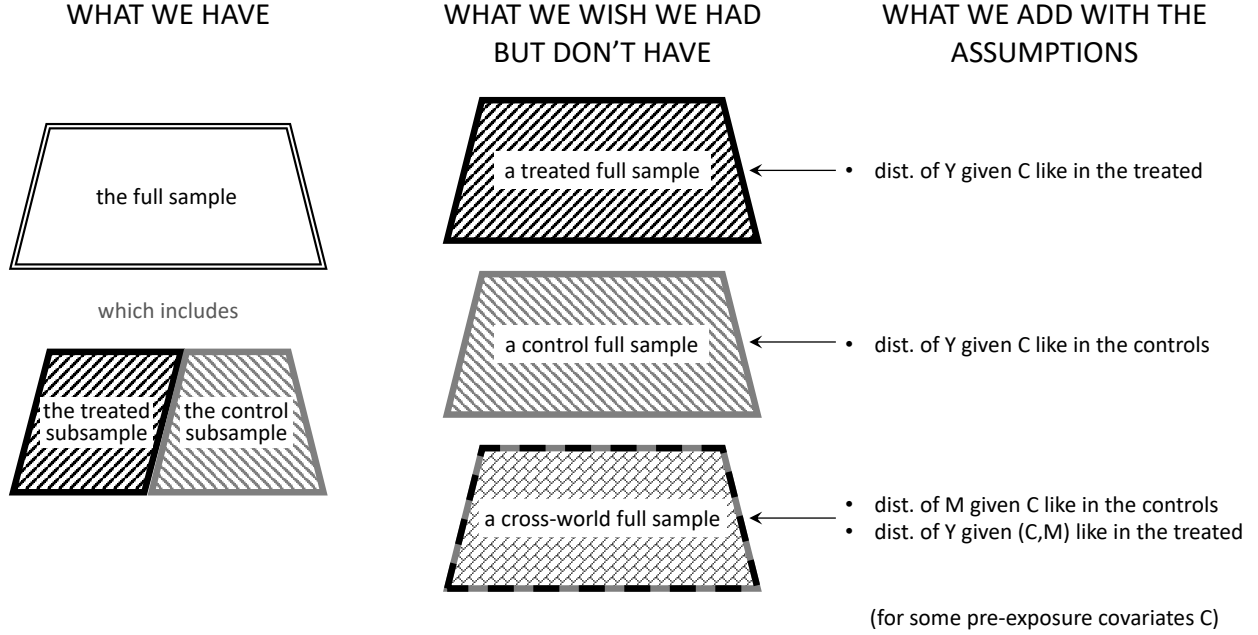 WHAT WE HAVE
the full sample
which includes
the treated
subsample
the control
subsample
WHAT WE WISH WE HAD
BUT DON’T HAVE
a treated full sample
a control full sample
a cross-world full sample
WHAT WE ADD WITH THE
ASSUMPTIONS
• dist. of Y given C like in the treated
• dist. of Y given C like in the controls
• dist. of M given C like in the controls
• dist. of Y given (C,M) like in the treated
(for some pre-exposure covariates C)